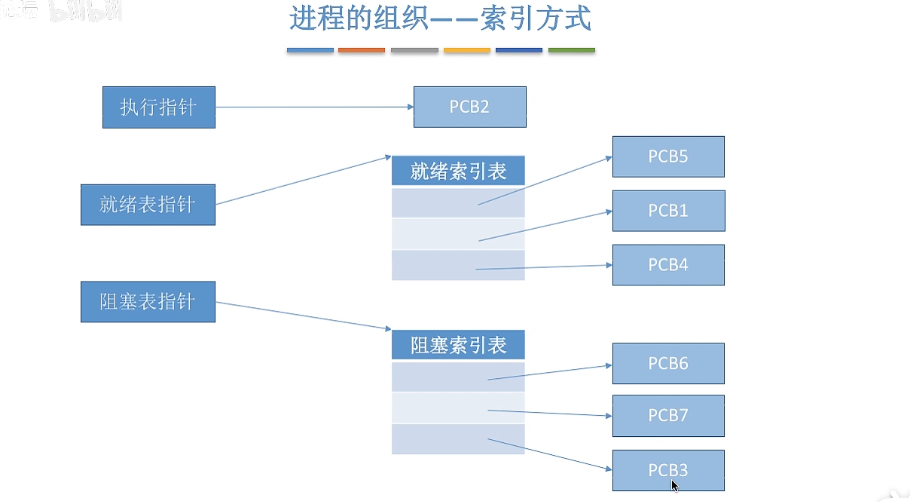 进程的组织——索引方式
执行指针
PCB2
就绪表指针
就绪索引表
PCB5
PCB1
PCB4
阻塞表指针
阻塞索引表
PCB6
PCB7
PCB3